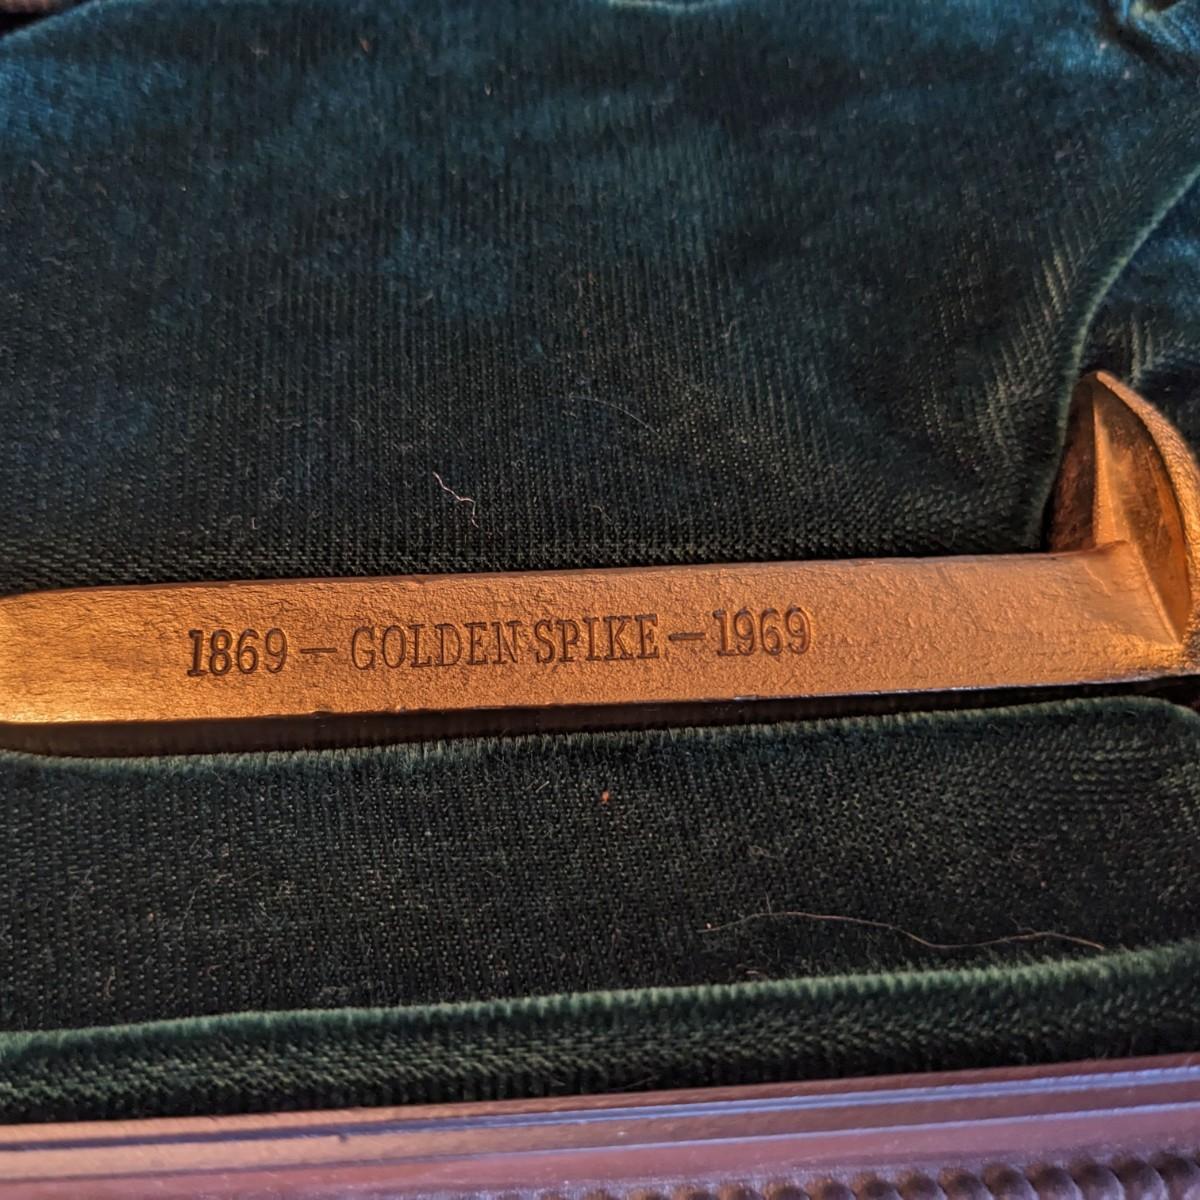 1869 — GOLDEN SPIKE — 1969